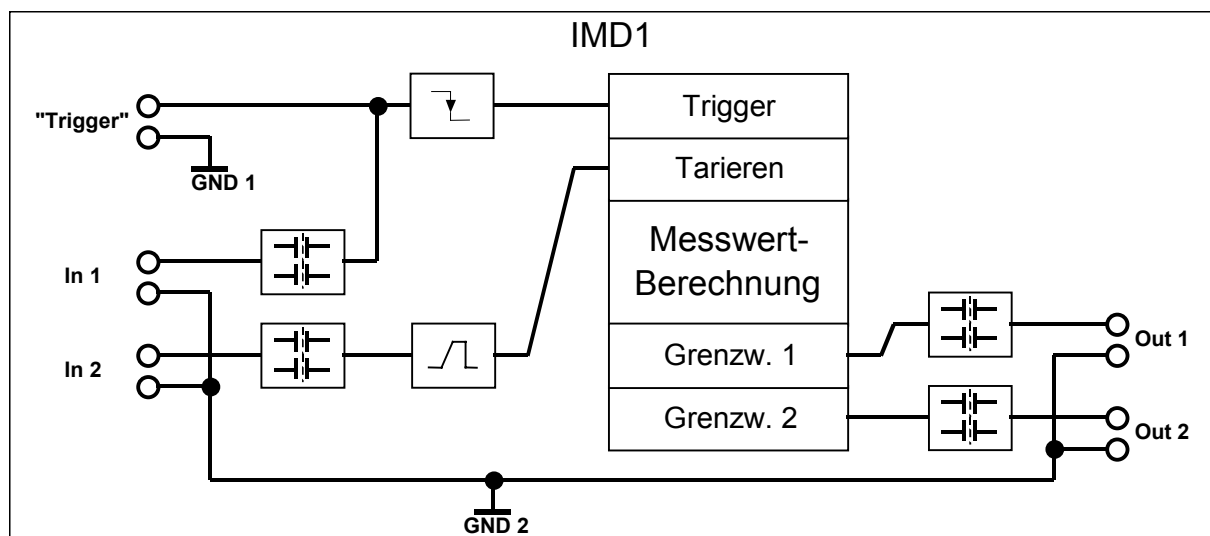 IMD1
"Trigger"
GND 1
In 1
In 2
Trigger
Tarieren
Messwert-
Berechnung
Grenzw. 1
Grenzw. 2
Out 1
Out 2
GND 2